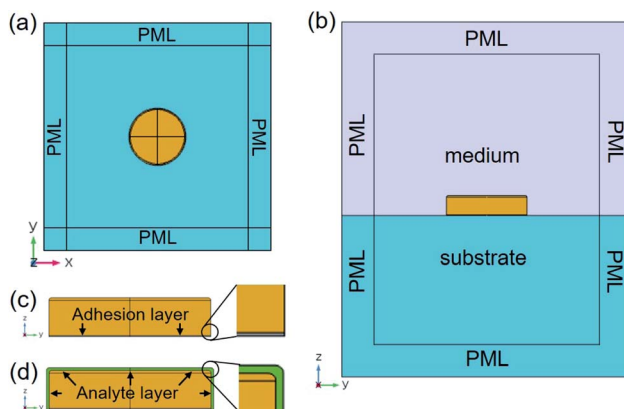 (a)
PML
PML
PML
PML
y
z
x
(b)
PML
PML
PML
medium
substrate
PML
PML
PML
z
x
y
(c)
Adhesion layer
z
y
(d)
Analyte layer
z
y